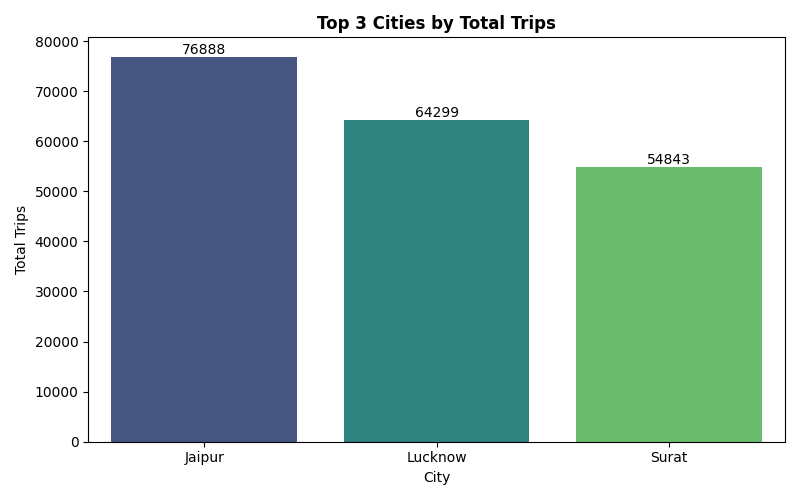 Top 3 Cities by Total Trips
80000
70000
60000
50000
40000
30000
20000
10000
0
Total Trips
76888
64299
54843
Jaipur
Lucknow
Surat
City